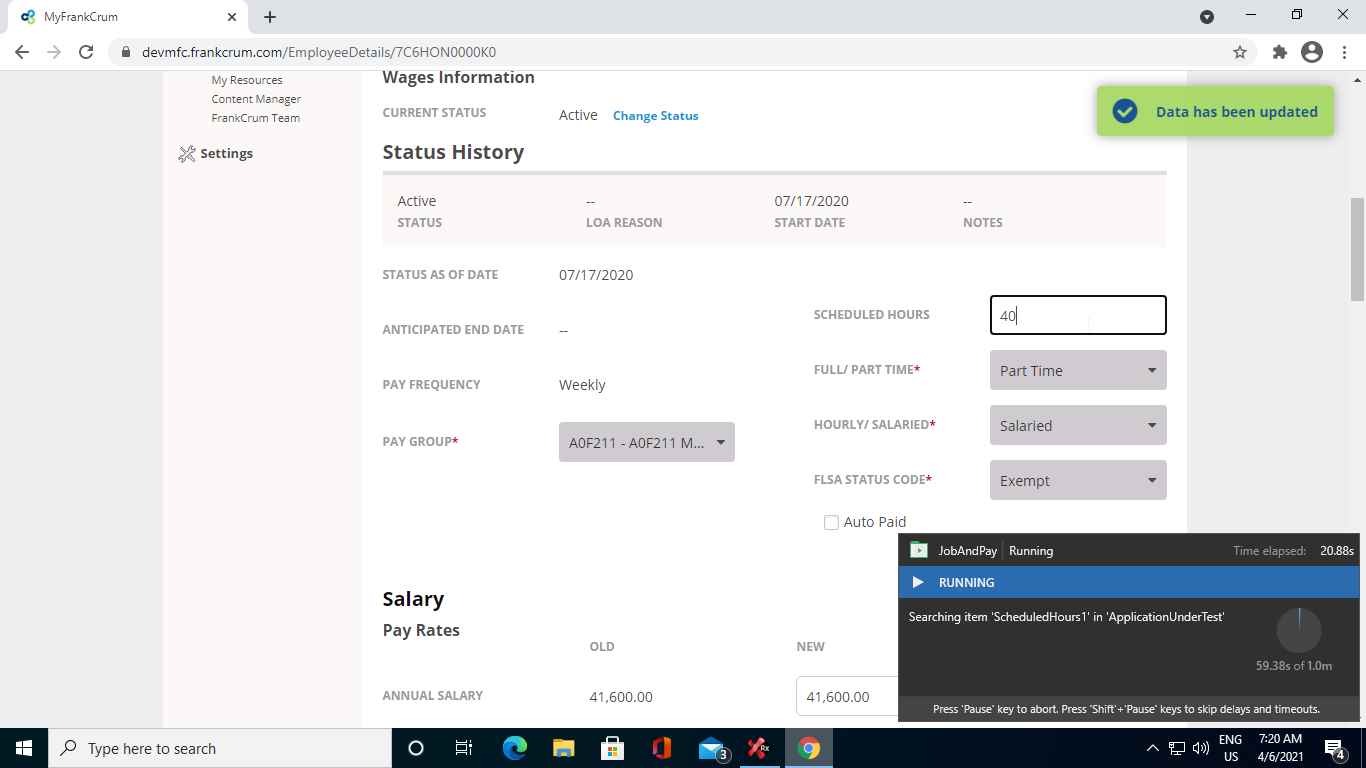 MyFrankCrum
devmfc.frankcrum.com/EmployeeDetails/7C6HON0000K0
My Resources
Content Manager
FrankCrum Team
Settings
Wages Information
CURRENT STATUS Active Change Status
Data has been updated
Status History
Active -- 07/17/2020 --
STATUS LOA REASON START DATE NOTES
STATUS AS OF DATE 07/17/2020
SCHEDULED HOURS 40
ANTICIPATED END DATE --
FULL/ PART TIME* Part Time
PAY FREQUENCY Weekly
HOURLY/ SALARIED* Salaried
PAY GROUP* A0F211 - A0F211 M...
FLSA STATUS CODE* Exempt
Auto Paid
Salary
Pay Rates
OLD NEW
ANNUAL SALARY 41,600.00 41,600.00
JobAndPay Running Time elapsed: 20.88s
RUNNING
Searching item 'ScheduledHours1' in 'ApplicationUnderTest'
59.38s of 1.0m
Press 'Pause' key to abort. Press 'Shift'+'Pause' keys to skip delays and timeouts.
Type here to search
3
Rx
ENG
US
7:20 AM
4/6/2021
4